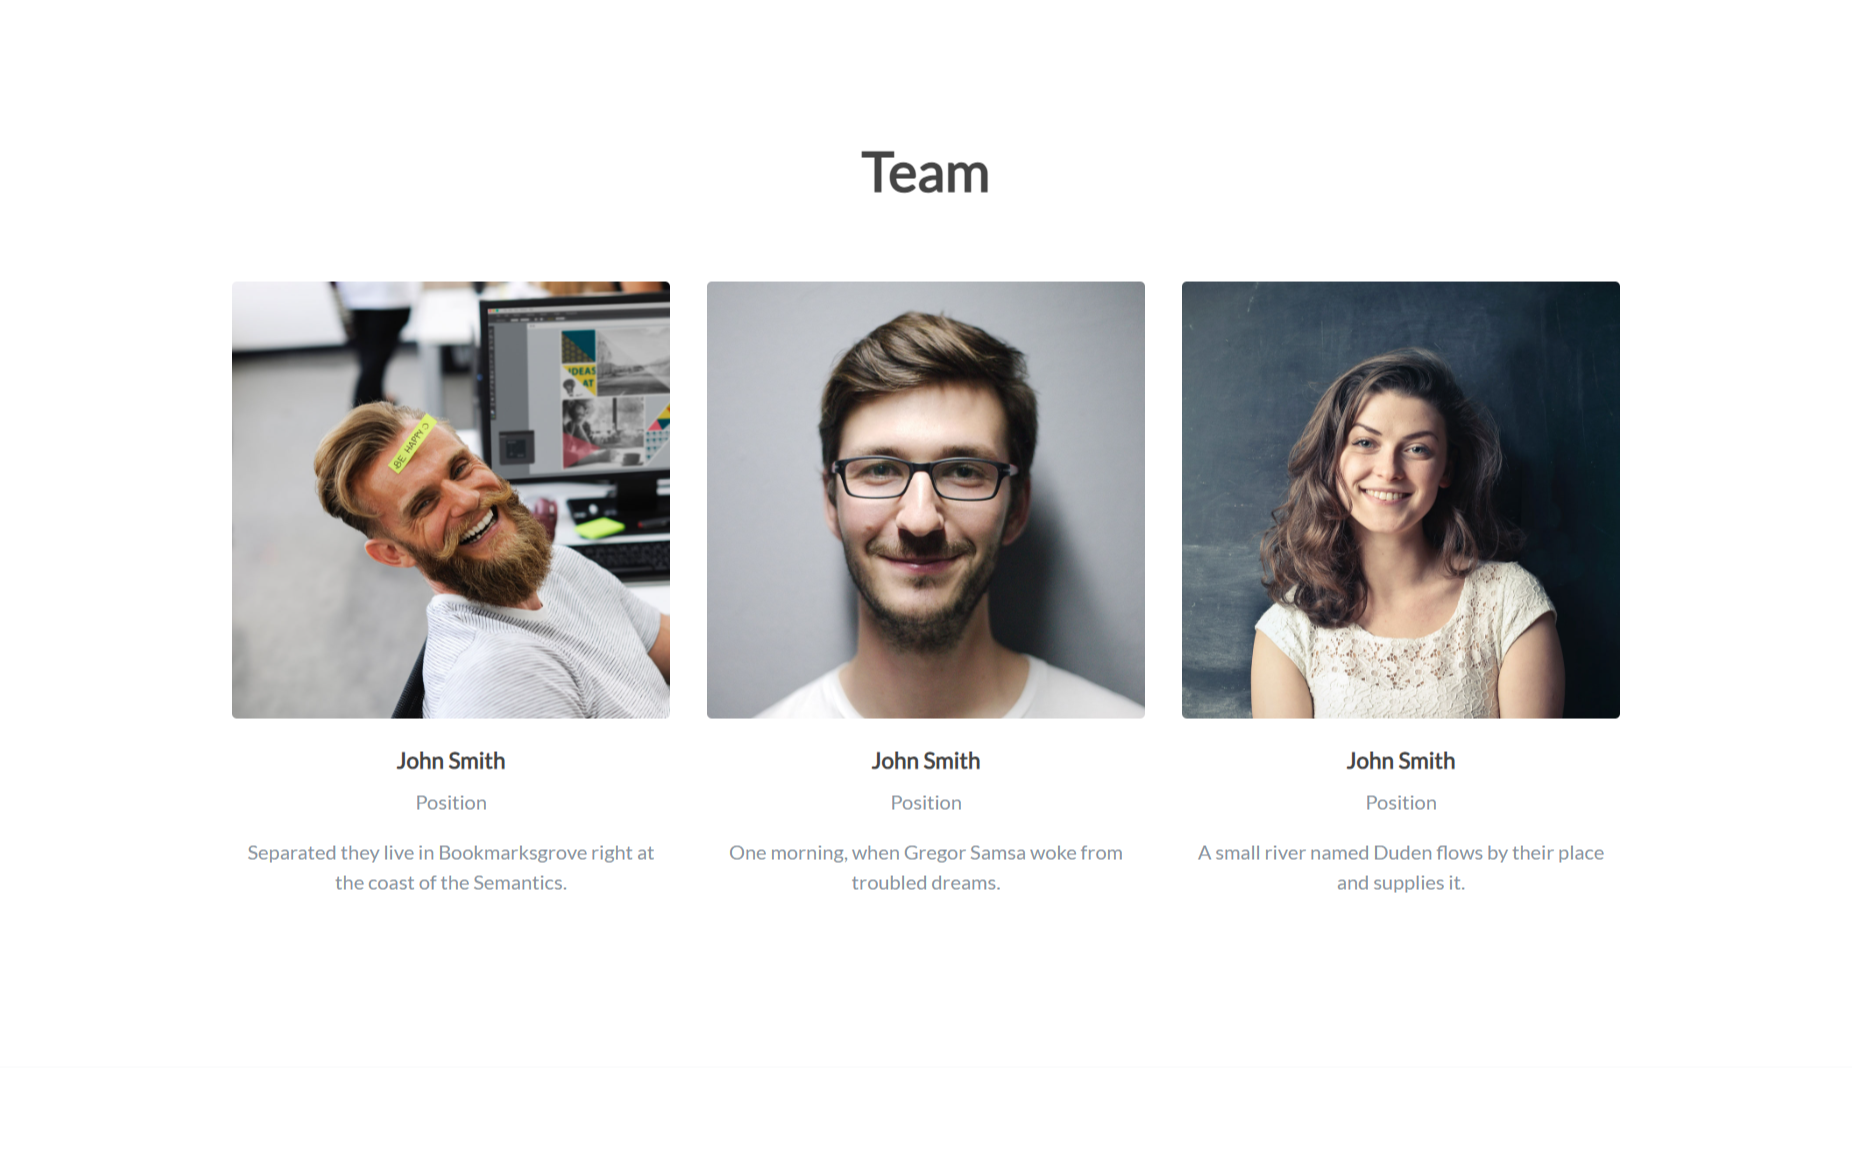 Team
IDEAS
AT
BE HAPPY
John Smith
Position
Separated they live in Bookmarksgrove right at
the coast of the Semantics.
John Smith
Position
One morning, when Gregor Samsa woke from
troubled dreams.
John Smith
Position
A small river named Duden flows by their place
and supplies it.